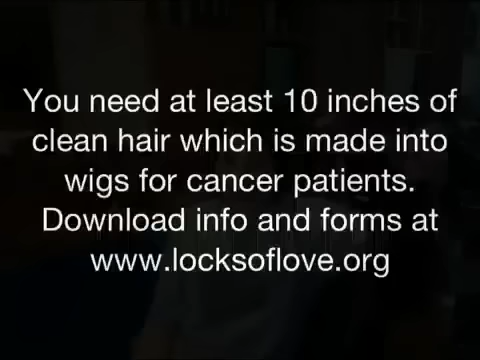 You need at least 10 inches of
clean hair which is made into
wigs for cancer patients.
Download info and forms at
www.locksoflove.org